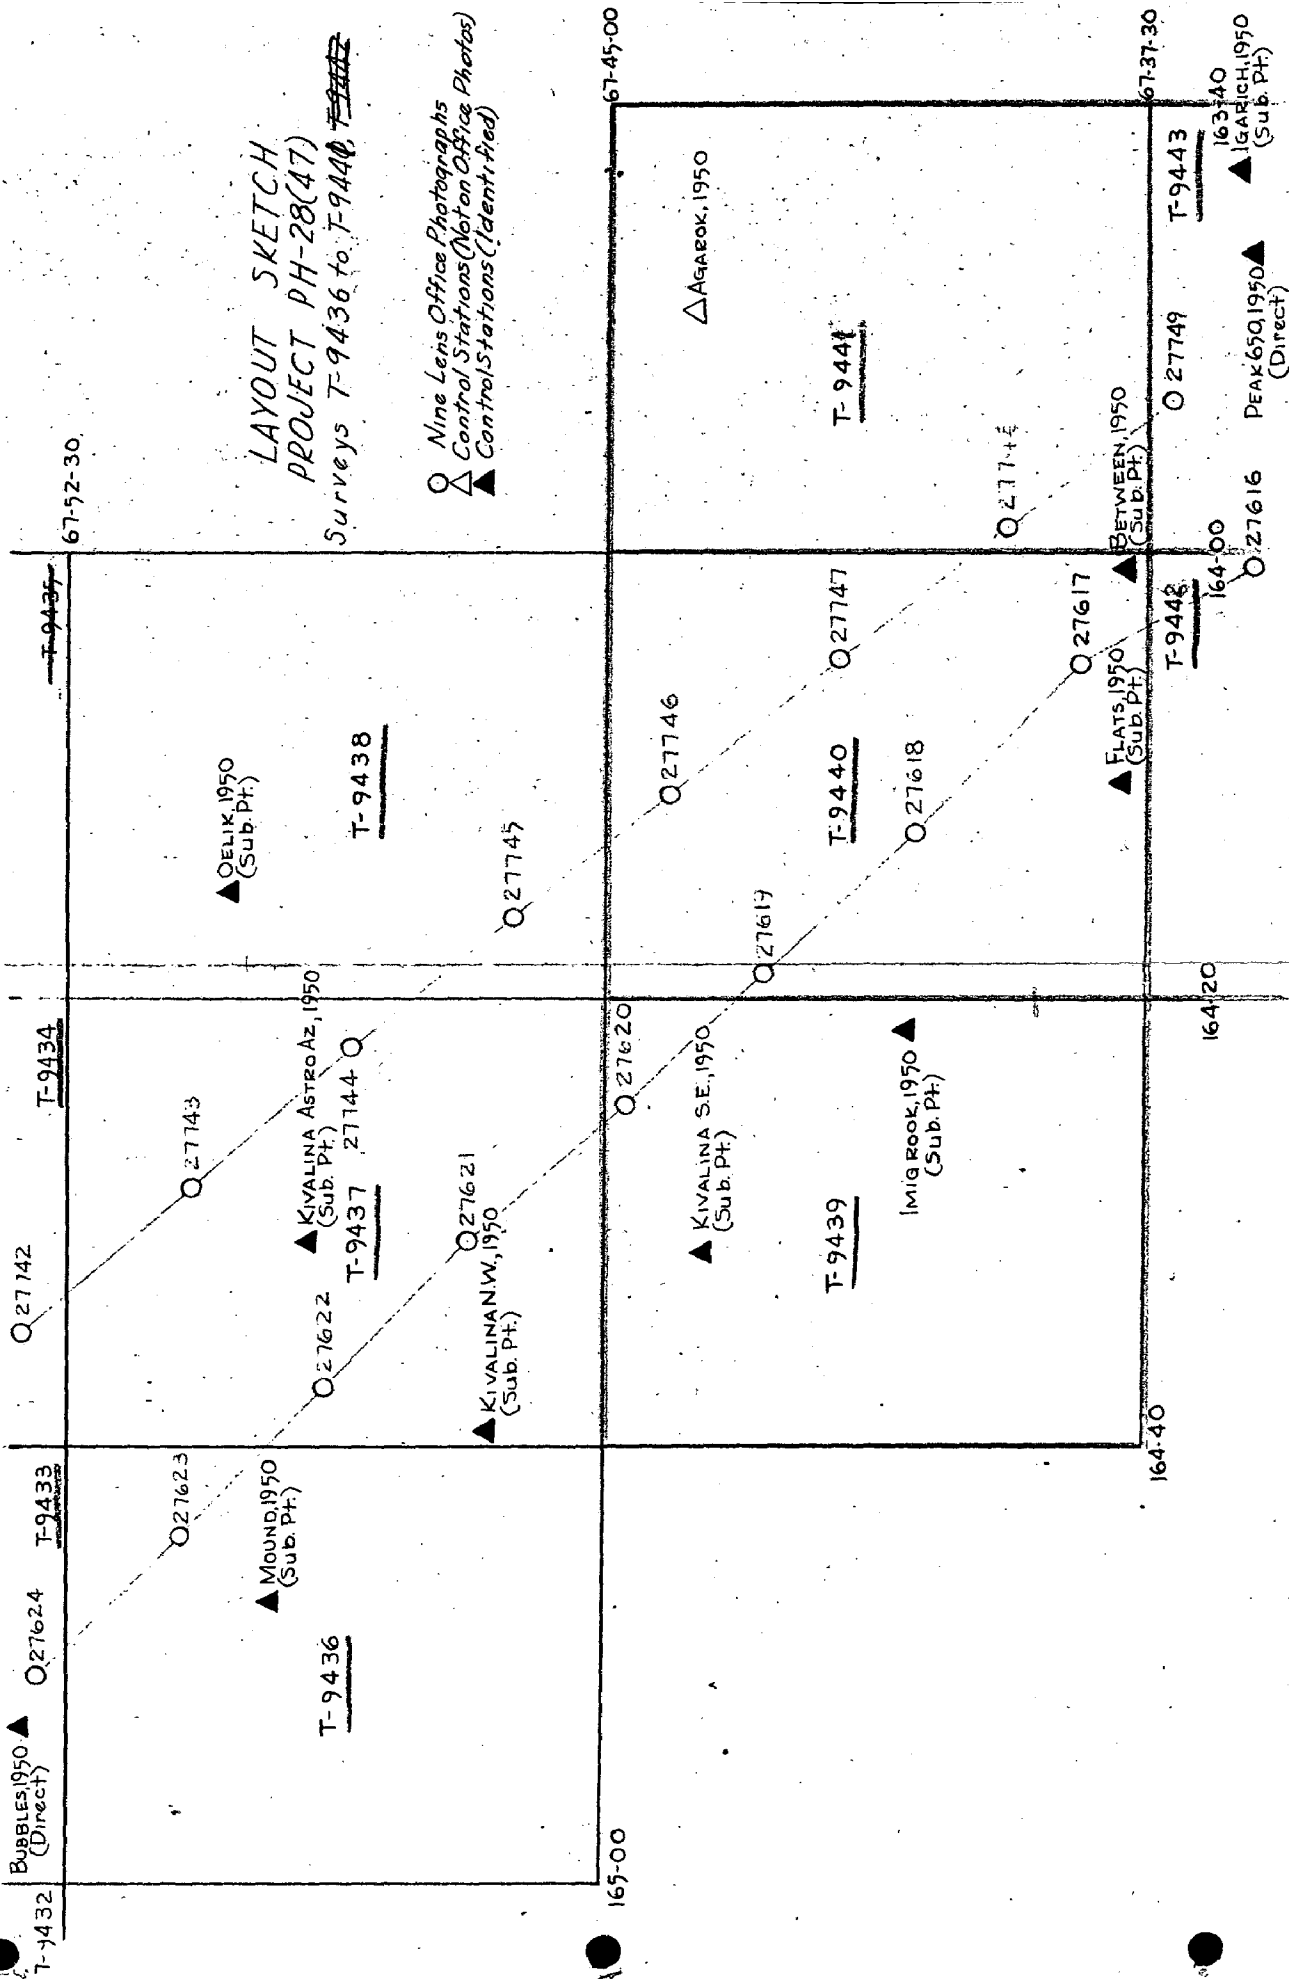 LAYOUT SKETCH
PROJECT PH-28(47)
Surveys T-9436 to T-9441, T-9442
Nine Lens Office Photographs
Control Stations (Not on Office Photos)
Control Stations (Identified)
T-9432
BUBBLES, 1950
(Direct)
27624
T-9433
27742
T-9434
T-9435
67-52-30
27623
MOUND, 1950
(Sub. Pt.)
T-9436
27743
KIVALINA ASTRO AZ, 1950
(Sub. Pt.)
27744
T-9437
27622
27621
KIVALINA N.W., 1950
(Sub. Pt.)
OELIK, 1950
(Sub. Pt.)
T-9438
27745
165-00
67-45-00
27620
KIVALINA S.E., 1950
(Sub. Pt.)
T-9439
IMIGROOK, 1950
(Sub. Pt.)
27619
27746
27747
T-9440
27618
27617
FLATS, 1950
(Sub. Pt.)
AGAROK, 1950
T-9441
BETWEEN, 1950
(Sub. Pt.)
164-40
164-20
T-9442
164-00
27616
27749
T-9443
67-37-30
163-40
PEAK 650, 1950
(Direct)
IGARICH, 1950
(Sub. Pt.)